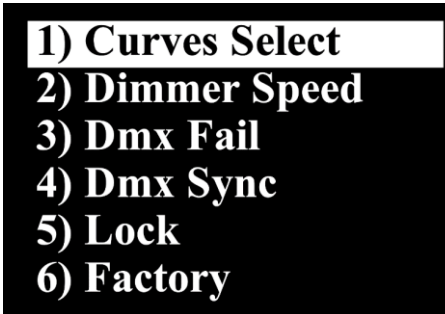 1) Curves Select
2) Dimmer Speed
3) Dmx Fail
4) Dmx Sync
5) Lock
6) Factory